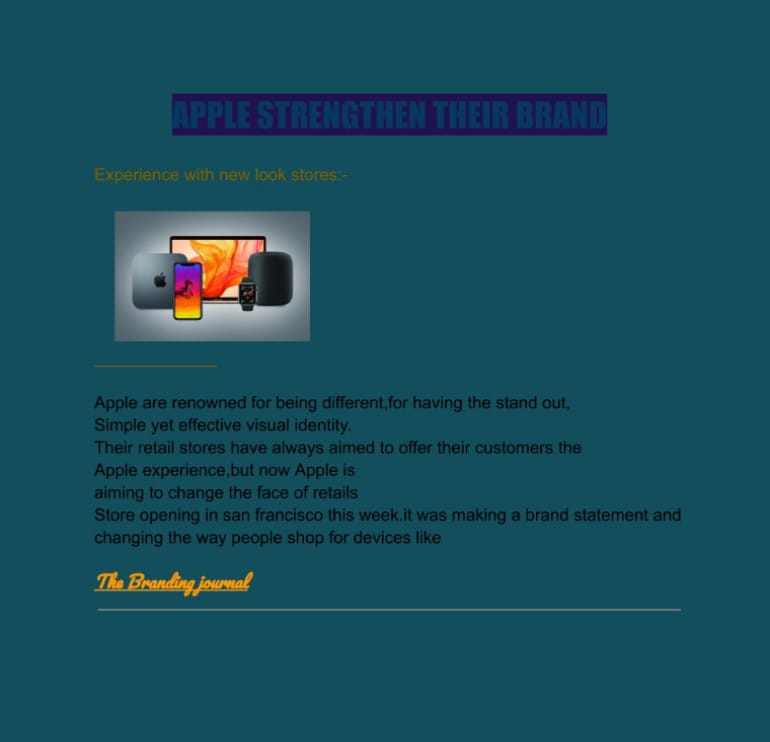 APPLE STRENGTHEN THEIR BRAND
Experience with new look stores:-
Apple are renowned for being different,for having the stand out,
Simple yet effective visual identity.
Their retail stores have always aimed to offer their customers the
Apple experience,but now Apple is
aiming to change the face of retails
Store opening in san francisco this week.it was making a brand statement and
changing the way people shop for devices like
The Branding journal